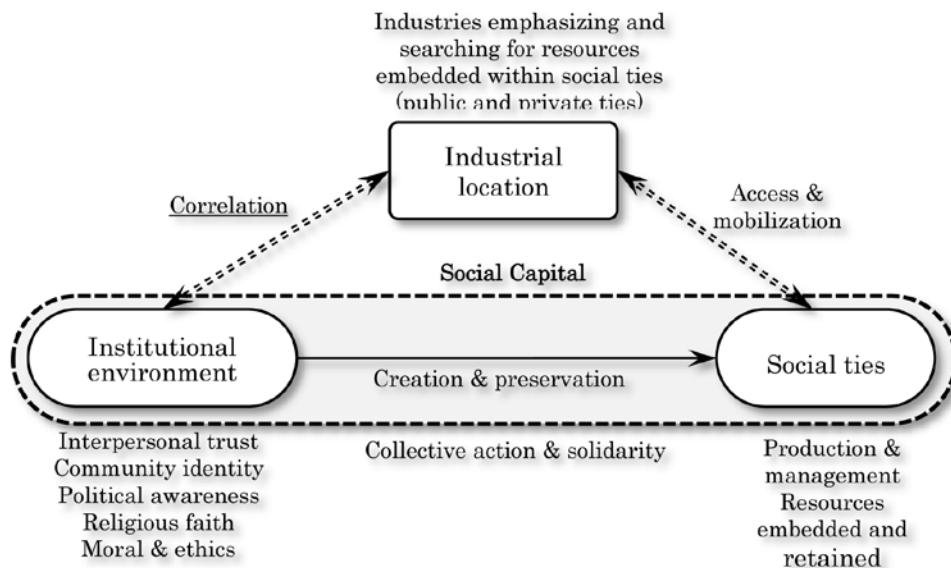 Industries emphasizing and
searching for resources
embedded within social ties
(public and private ties)
Industrial
location
Correlation
Access &
mobilization
Social Capital
Institutional
environment
Creation & preservation
Social ties
Interpersonal trust
Community identity
Political awareness
Religious faith
Moral & ethics
Collective action & solidarity
Production &
management
Resources
embedded and
retained